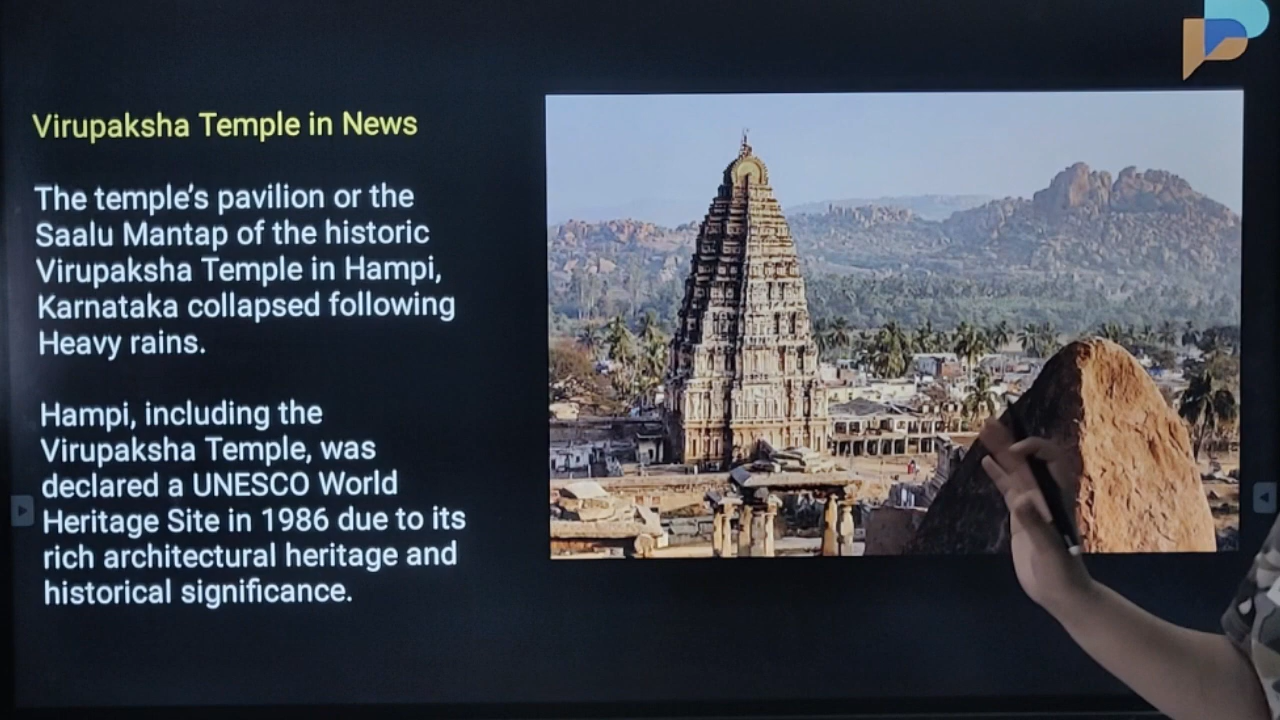 Virupaksha Temple in News
The temple's pavilion or the
Saalu Mantap of the historic
Virupaksha Temple in Hampi,
Karnataka collapsed following
Heavy rains.
Hampi, including the
Virupaksha Temple, was
declared a UNESCO World
Heritage Site in 1986 due to its
rich architectural heritage and
historical significance.